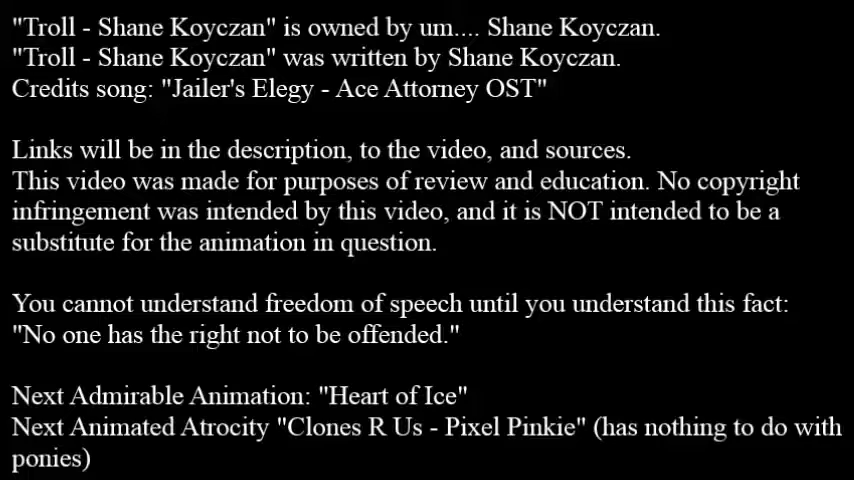 "Troll - Shane Koyczan" is owned by um.... Shane Koyczan.
"Troll - Shane Koyczan" was written by Shane Koyczan.
Credits song: "Jailer's Elegy - Ace Attorney OST"
Links will be in the description, to the video, and sources.
This video was made for purposes of review and education. No copyright
infringement was intended by this video, and it is NOT intended to be a
substitute for the animation in question.
You cannot understand freedom of speech until you understand this fact:
"No one has the right not to be offended."
Next Admirable Animation: "Heart of Ice"
Next Animated Atrocity "Clones R Us - Pixel Pinkie" (has nothing to do with
ponies)